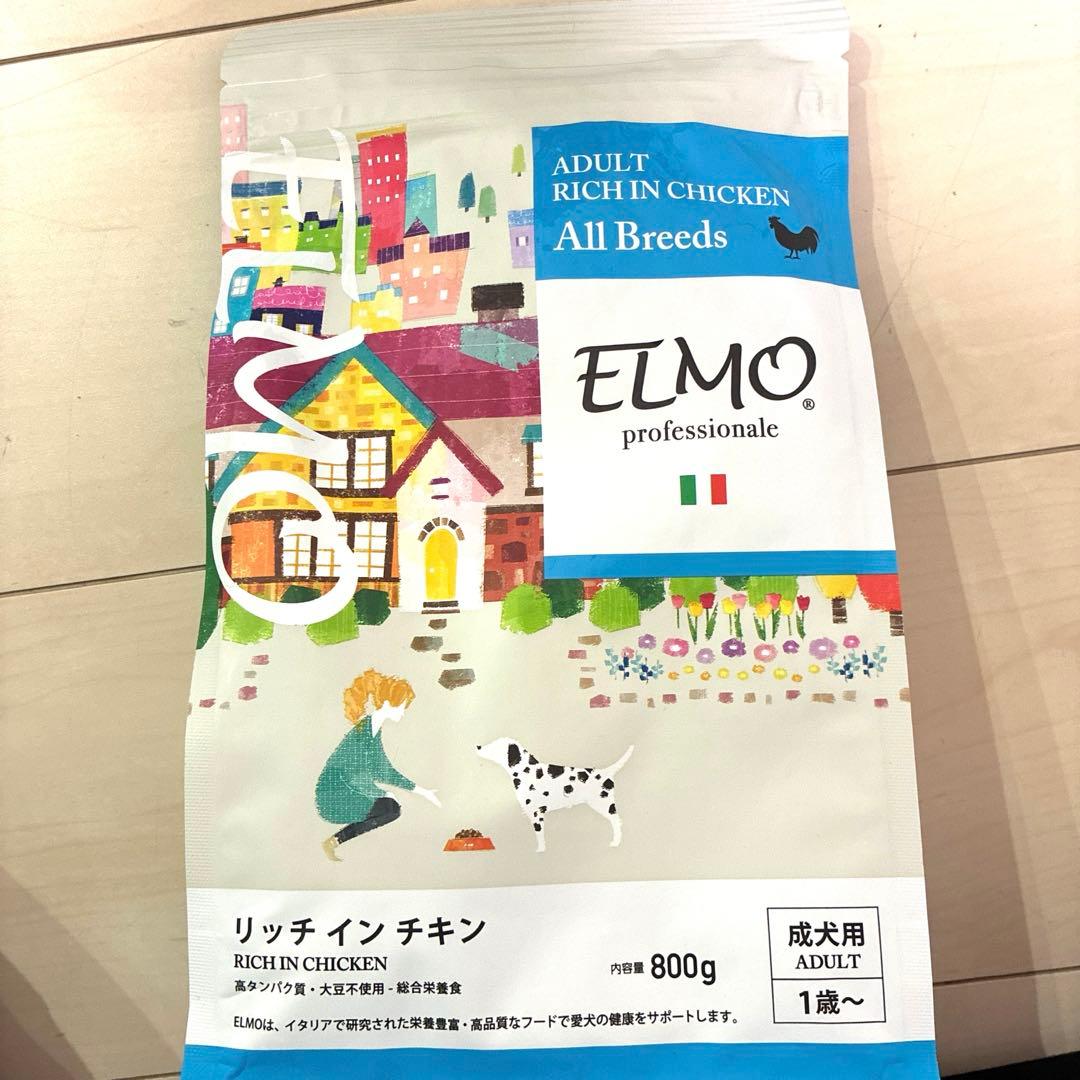 ADULT
RICH IN CHICKEN
All Breeds
ELMO
ELMO®
professionale
リッチ イン チキン
RICH IN CHICKEN
高タンパク質・大豆不使用 - 総合栄養食
内容量 800g
成犬用
ADULT
1歳～
ELMOは、イタリアで研究された栄養豊富・高品質なフードで愛犬の健康をサポートします。